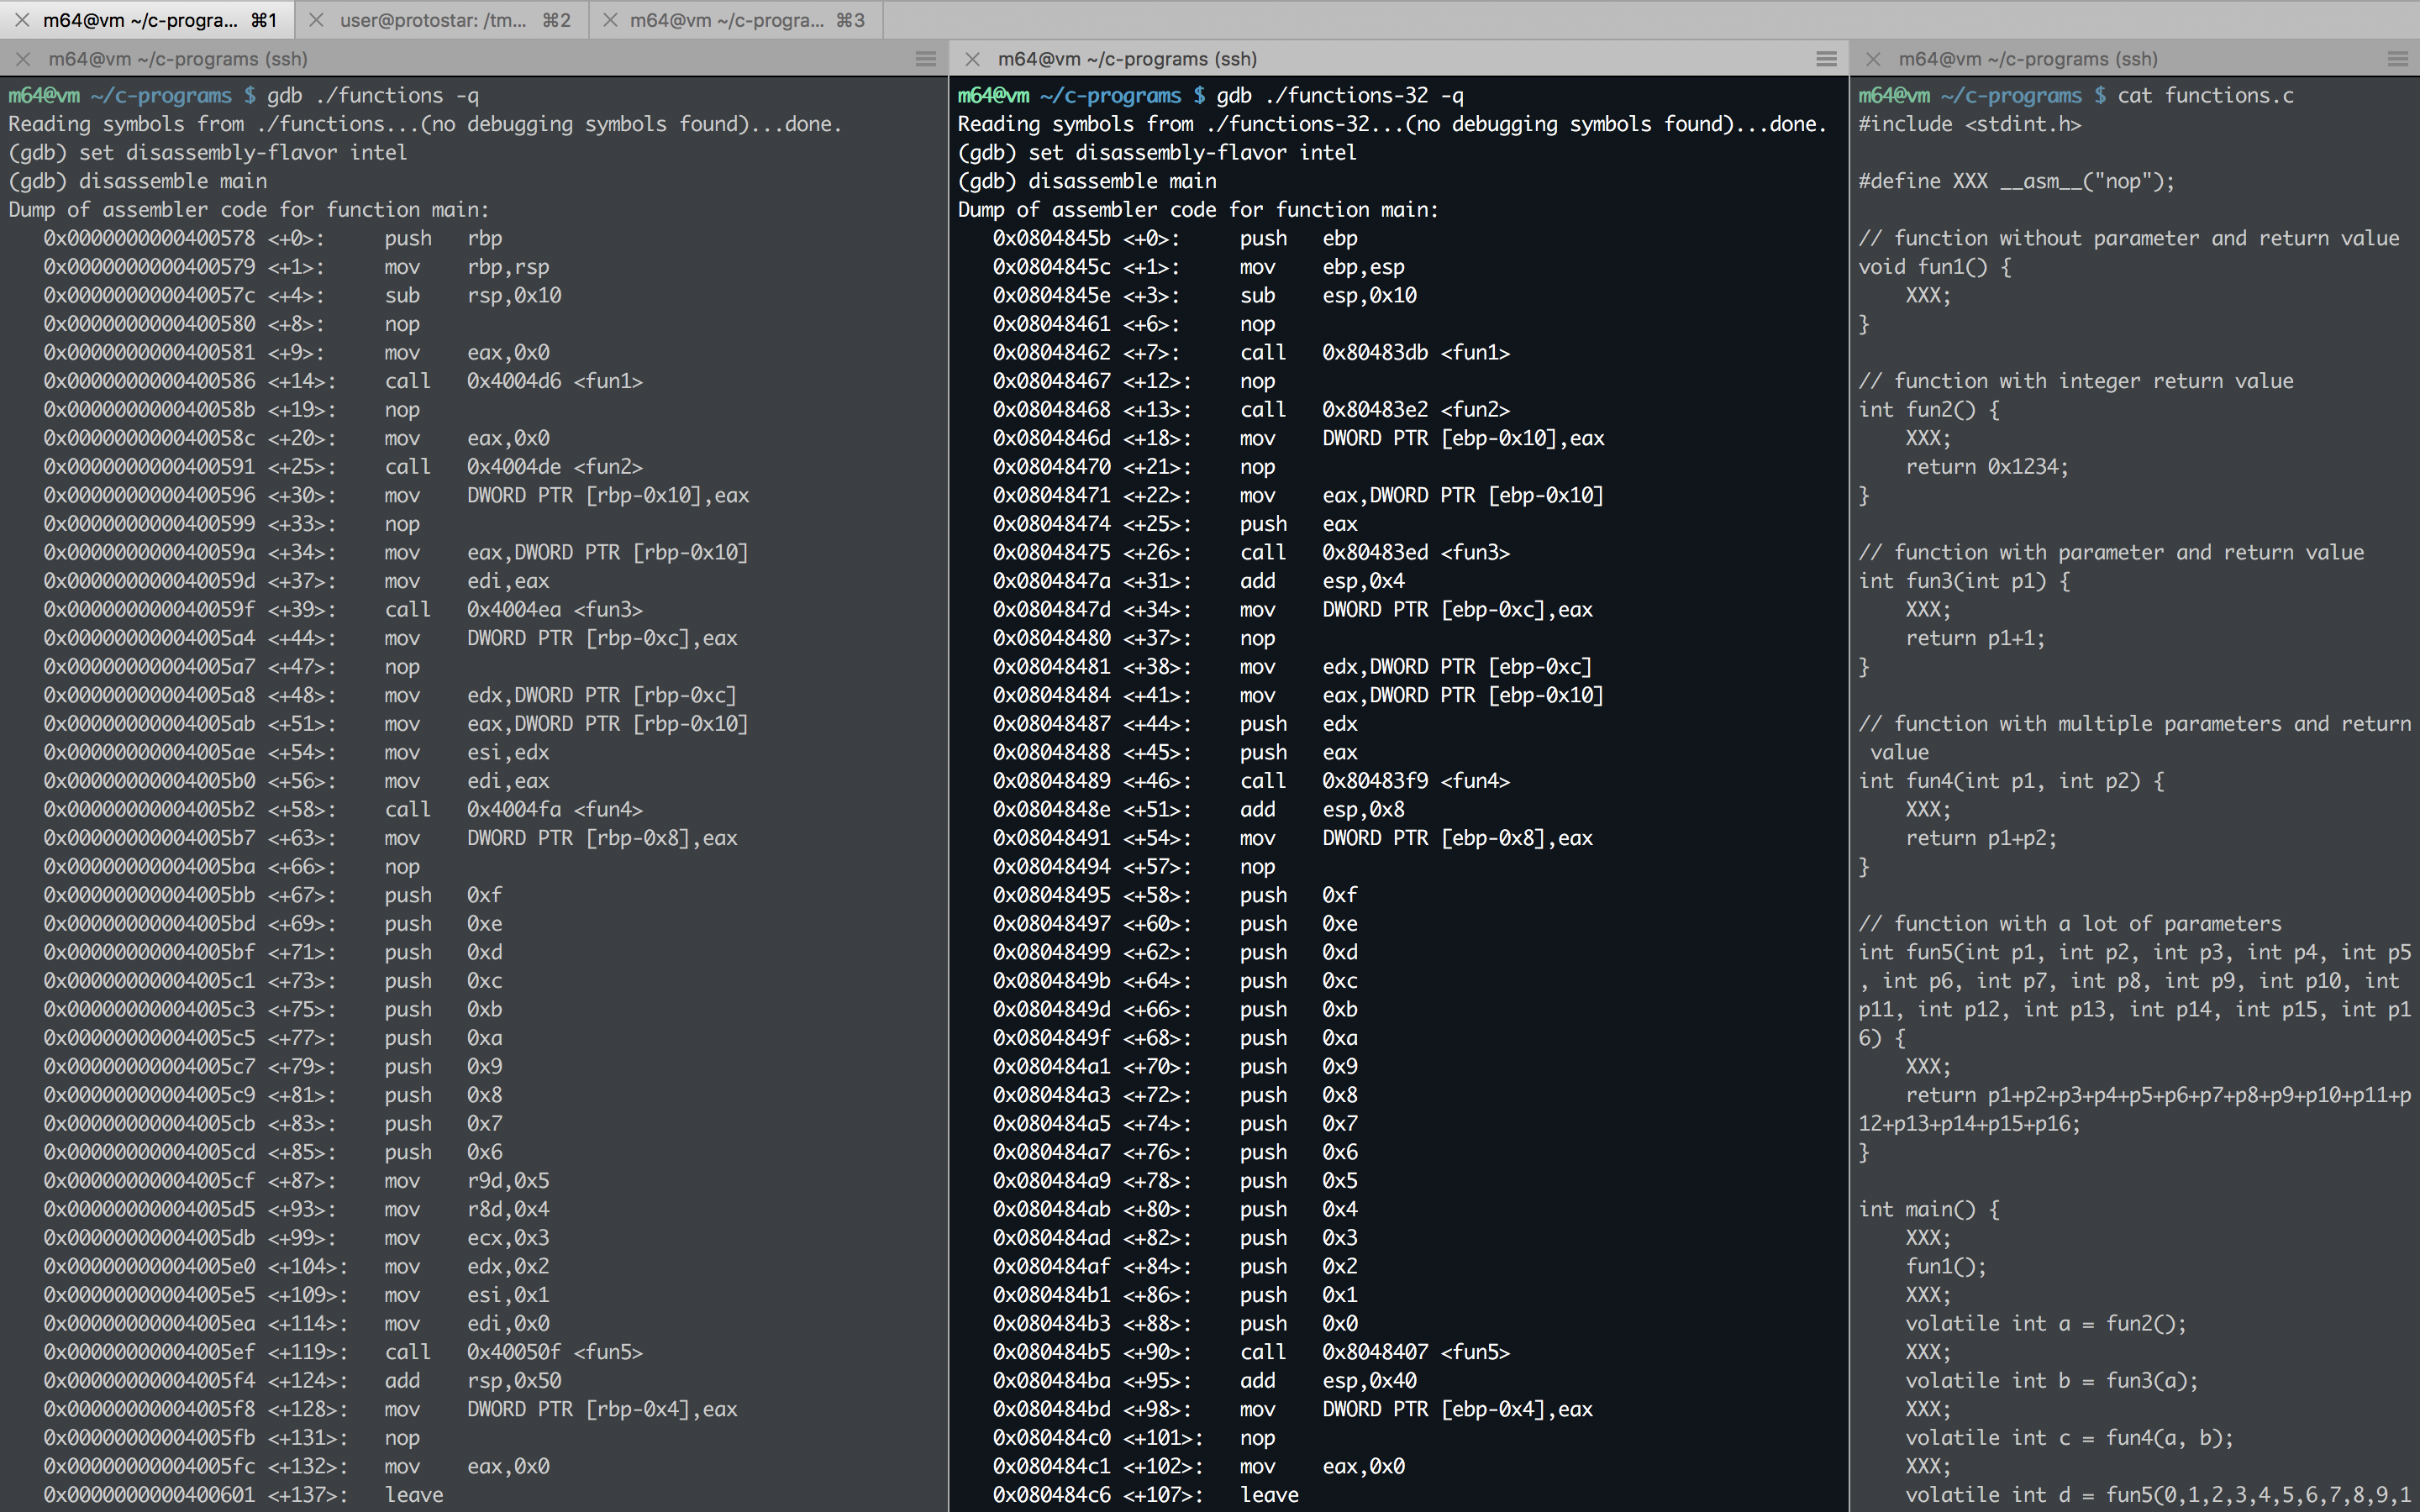 m64@vm ~/c-progra... ⌘1
user@protostar: /tm... ⌘2
m64@vm ~/c-progra... ⌘3
m64@vm ~/c-programs (ssh)
m64@vm ~/c-programs $ gdb ./functions -q
Reading symbols from ./functions...(no debugging symbols found)...done.
(gdb) set disassembly-flavor intel
(gdb) disassemble main
Dump of assembler code for function main:
0x0000000000400578 <+0>: push rbp
0x0000000000400579 <+1>: mov rbp,rsp
0x000000000040057c <+4>: sub rsp,0x10
0x0000000000400580 <+8>: nop
0x0000000000400581 <+9>: mov eax,0x0
0x0000000000400586 <+14>: call 0x4004d6 <fun1>
0x000000000040058b <+19>: nop
0x000000000040058c <+20>: mov eax,0x0
0x0000000000400591 <+25>: call 0x4004de <fun2>
0x0000000000400596 <+30>: mov DWORD PTR [rbp-0x10],eax
0x0000000000400599 <+33>: nop
0x000000000040059a <+34>: mov eax,DWORD PTR [rbp-0x10]
0x000000000040059d <+37>: mov edi,eax
0x000000000040059f <+39>: call 0x4004ea <fun3>
0x00000000004005a4 <+44>: mov DWORD PTR [rbp-0xc],eax
0x00000000004005a7 <+47>: nop
0x00000000004005a8 <+48>: mov edx,DWORD PTR [rbp-0xc]
0x00000000004005ab <+51>: mov eax,DWORD PTR [rbp-0x10]
0x00000000004005ae <+54>: mov esi,edx
0x00000000004005b0 <+56>: mov edi,eax
0x00000000004005b2 <+58>: call 0x4004fa <fun4>
0x00000000004005b7 <+63>: mov DWORD PTR [rbp-0x8],eax
0x00000000004005ba <+66>: nop
0x00000000004005bb <+67>: push 0xf
0x00000000004005bd <+69>: push 0xe
0x00000000004005bf <+71>: push 0xd
0x00000000004005c1 <+73>: push 0xc
0x00000000004005c3 <+75>: push 0xb
0x00000000004005c5 <+77>: push 0xa
0x00000000004005c7 <+79>: push 0x9
0x00000000004005c9 <+81>: push 0x8
0x00000000004005cb <+83>: push 0x7
0x00000000004005cd <+85>: push 0x6
0x00000000004005cf <+87>: mov r9d,0x5
0x00000000004005d5 <+93>: mov r8d,0x4
0x00000000004005db <+99>: mov ecx,0x3
0x00000000004005e0 <+104>: mov edx,0x2
0x00000000004005e5 <+109>: mov esi,0x1
0x00000000004005ea <+114>: mov edi,0x0
0x00000000004005ef <+119>: call 0x40050f <fun5>
0x00000000004005f4 <+124>: add rsp,0x50
0x00000000004005f8 <+128>: mov DWORD PTR [rbp-0x4],eax
0x00000000004005fb <+131>: nop
0x00000000004005fc <+132>: mov eax,0x0
0x0000000000400601 <+137>: leave
m64@vm ~/c-programs (ssh)
m64@vm ~/c-programs $ gdb ./functions-32 -q
Reading symbols from ./functions-32...(no debugging symbols found)...done.
(gdb) set disassembly-flavor intel
(gdb) disassemble main
Dump of assembler code for function main:
0x0804845b <+0>: push ebp
0x0804845c <+1>: mov ebp,esp
0x0804845e <+3>: sub esp,0x10
0x08048461 <+6>: nop
0x08048462 <+7>: call 0x80483db <fun1>
0x08048467 <+12>: nop
0x08048468 <+13>: call 0x80483e2 <fun2>
0x0804846d <+18>: mov DWORD PTR [ebp-0x10],eax
0x08048470 <+21>: nop
0x08048471 <+22>: mov eax,DWORD PTR [ebp-0x10]
0x08048474 <+25>: push eax
0x08048475 <+26>: call 0x80483ed <fun3>
0x0804847a <+31>: add esp,0x4
0x0804847d <+34>: mov DWORD PTR [ebp-0xc],eax
0x08048480 <+37>: nop
0x08048481 <+38>: mov edx,DWORD PTR [ebp-0xc]
0x08048484 <+41>: mov eax,DWORD PTR [ebp-0x10]
0x08048487 <+44>: push edx
0x08048488 <+45>: push eax
0x08048489 <+46>: call 0x80483f9 <fun4>
0x0804848e <+51>: add esp,0x8
0x08048491 <+54>: mov DWORD PTR [ebp-0x8],eax
0x08048494 <+57>: nop
0x08048495 <+58>: push 0xf
0x08048497 <+60>: push 0xe
0x08048499 <+62>: push 0xd
0x0804849b <+64>: push 0xc
0x0804849d <+66>: push 0xb
0x0804849f <+68>: push 0xa
0x080484a1 <+70>: push 0x9
0x080484a3 <+72>: push 0x8
0x080484a5 <+74>: push 0x7
0x080484a7 <+76>: push 0x6
0x080484a9 <+78>: push 0x5
0x080484ab <+80>: push 0x4
0x080484ad <+82>: push 0x3
0x080484af <+84>: push 0x2
0x080484b1 <+86>: push 0x1
0x080484b3 <+88>: push 0x0
0x080484b5 <+90>: call 0x8048407 <fun5>
0x080484ba <+95>: add esp,0x40
0x080484bd <+98>: mov DWORD PTR [ebp-0x4],eax
0x080484c0 <+101>: nop
0x080484c1 <+102>: mov eax,0x0
0x080484c6 <+107>: leave
m64@vm ~/c-programs (ssh)
m64@vm ~/c-programs $ cat functions.c
#include <stdint.h>
#define XXX __asm__("nop");
// function without parameter and return value
void fun1() {
XXX;
}
// function with integer return value
int fun2() {
XXX;
return 0x1234;
}
// function with parameter and return value
int fun3(int p1) {
XXX;
return p1+1;
}
// function with multiple parameters and return
value
int fun4(int p1, int p2) {
XXX;
return p1+p2;
}
// function with a lot of parameters
int fun5(int p1, int p2, int p3, int p4, int p5
, int p6, int p7, int p8, int p9, int p10, int
p11, int p12, int p13, int p14, int p15, int p1
6) {
XXX;
return p1+p2+p3+p4+p5+p6+p7+p8+p9+p10+p11+p
12+p13+p14+p15+p16;
}
int main() {
XXX;
fun1();
XXX;
volatile int a = fun2();
XXX;
volatile int b = fun3(a);
XXX;
volatile int c = fun4(a, b);
XXX;
volatile int d = fun5(0,1,2,3,4,5,6,7,8,9,1